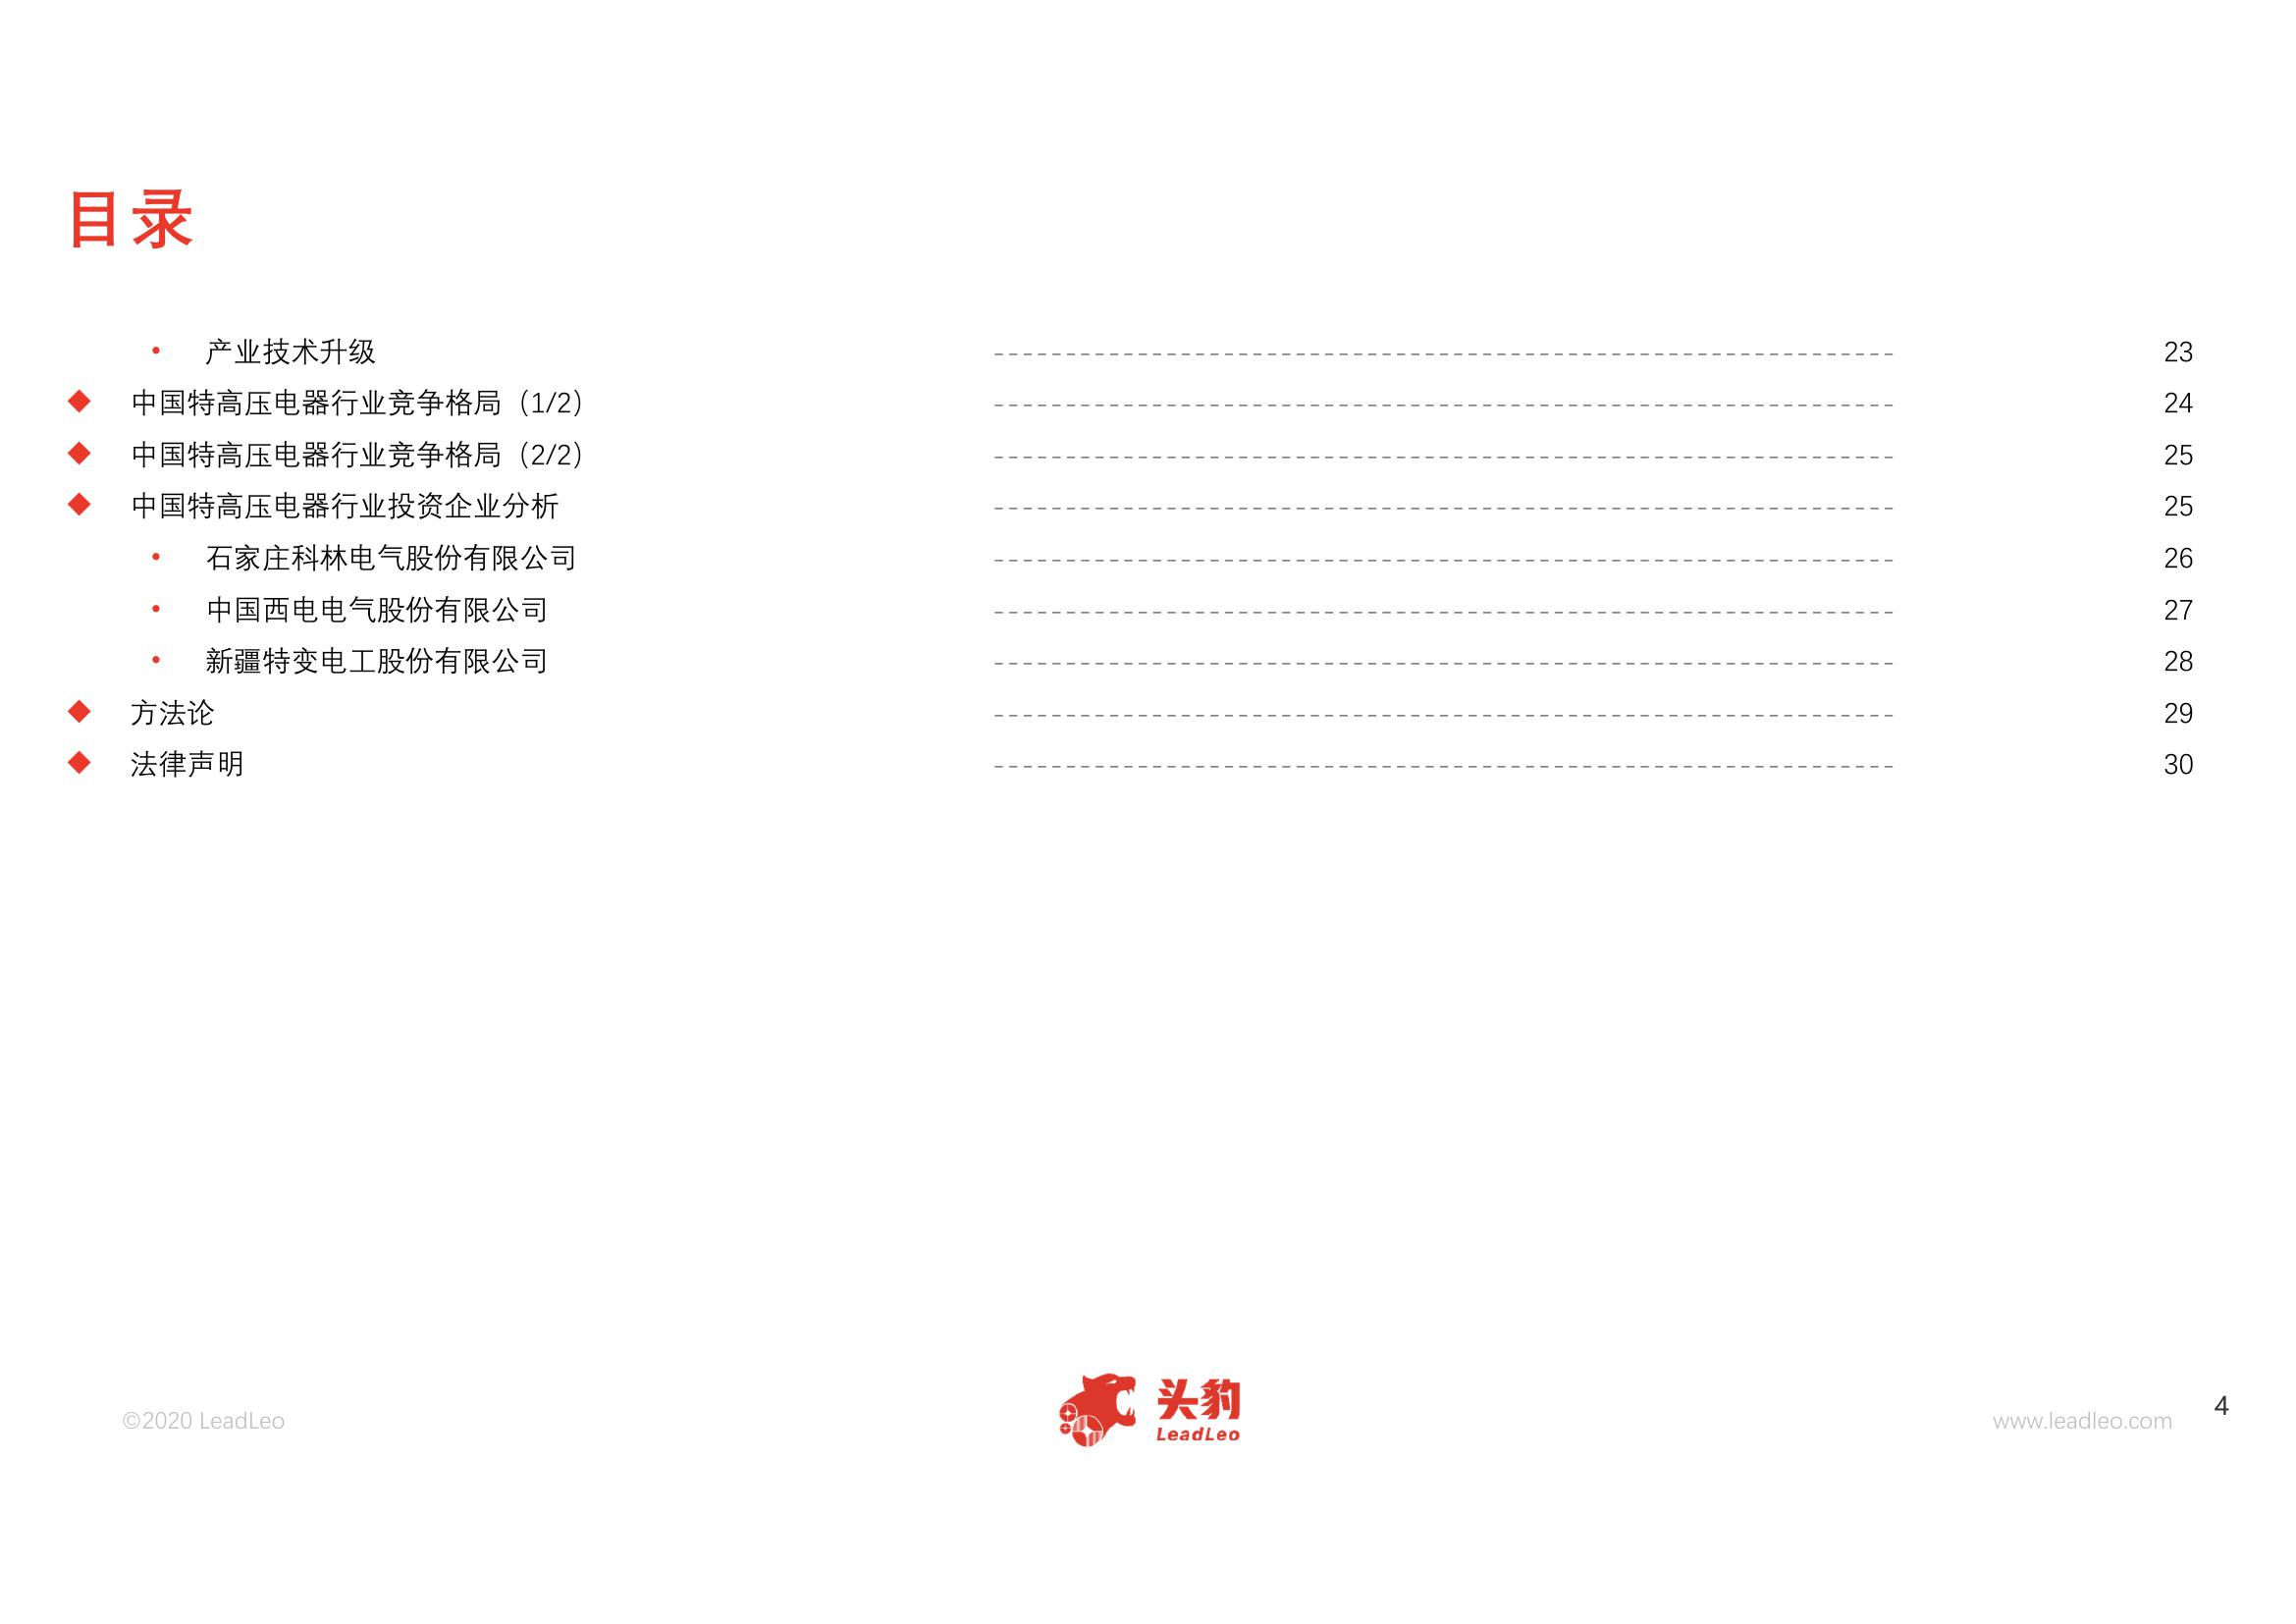 目录
• 产业技术升级 23
◆ 中国特高压电器行业竞争格局（1/2） 24
◆ 中国特高压电器行业竞争格局（2/2） 25
◆ 中国特高压电器行业投资企业分析 25
• 石家庄科林电气股份有限公司 26
• 中国西电电气股份有限公司 27
• 新疆特变电工股份有限公司 28
◆ 方法论 29
◆ 法律声明 30
©2020 LeadLeo
头豹
LeadLeo
www.leadleo.com
4